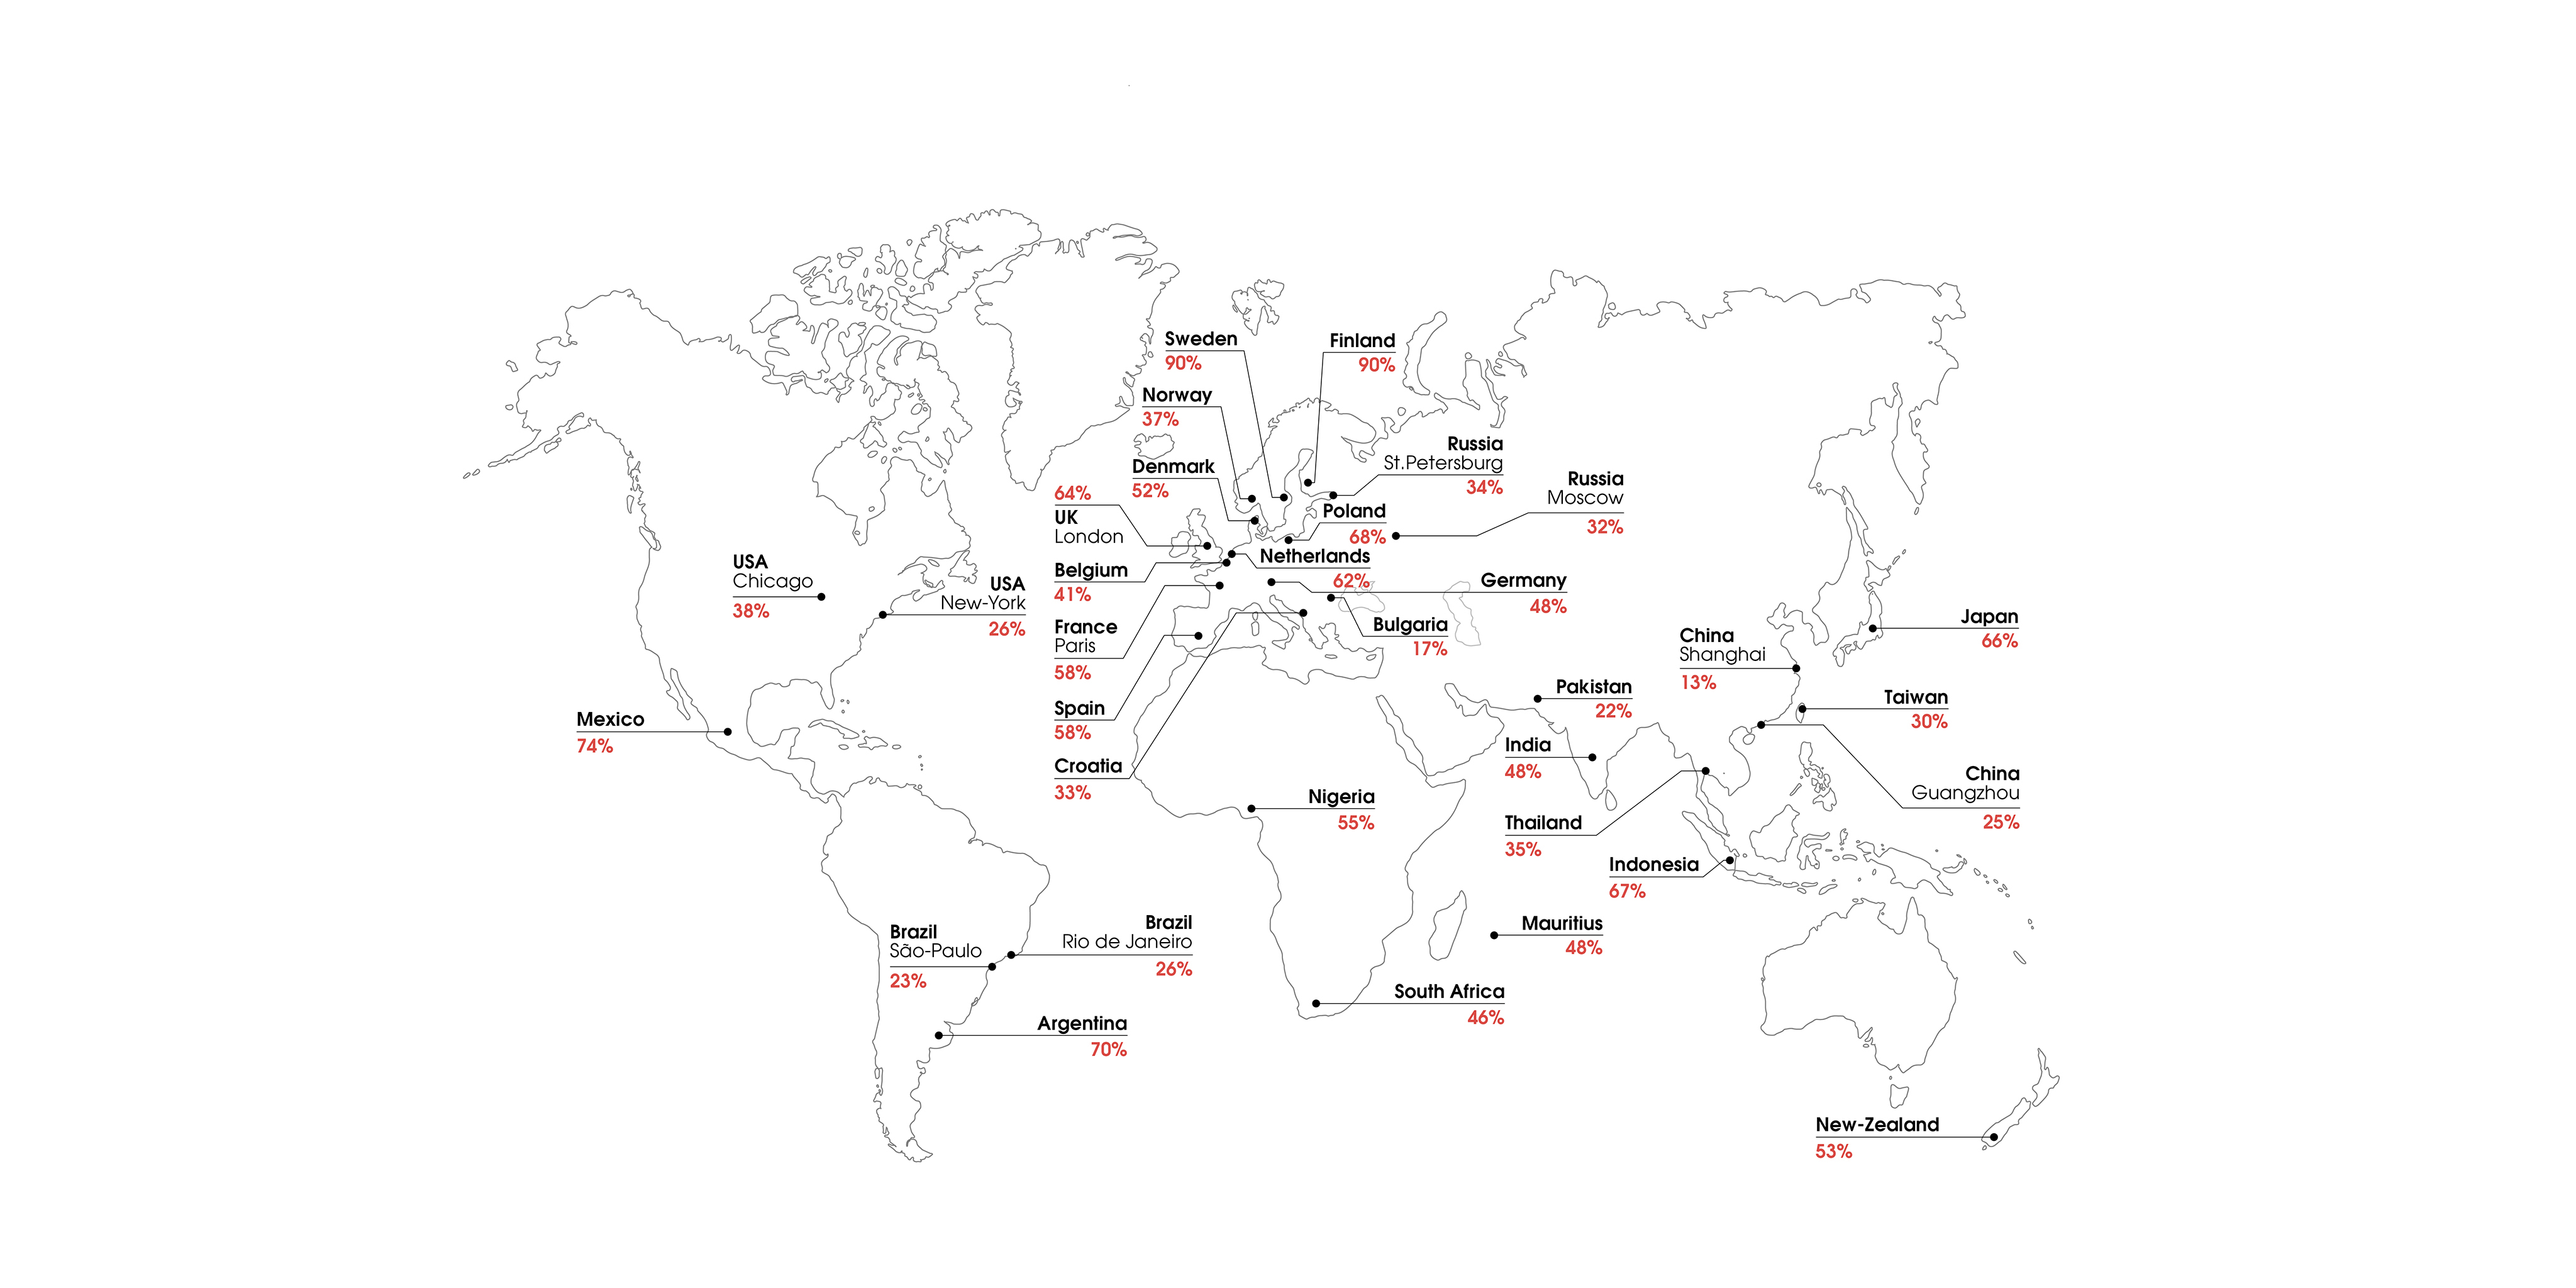 Sweden
90%
Finland
90%
Norway
37%
Russia
St.Petersburg
34%
Denmark
52%
Russia
Moscow
32%
64%
UK
London
Poland
68%
Netherlands
62%
Belgium
41%
Germany
48%
USA
Chicago
38%
USA
New-York
26%
France
Paris
58%
Bulgaria
17%
Japan
66%
China
Shanghai
13%
Pakistan
22%
Taiwan
30%
Spain
58%
Mexico
74%
India
48%
Croatia
33%
China
Guangzhou
25%
Nigeria
55%
Thailand
35%
Indonesia
67%
Brazil
São-Paulo
23%
Brazil
Rio de Janeiro
26%
Mauritius
48%
South Africa
46%
Argentina
70%
New-Zealand
53%